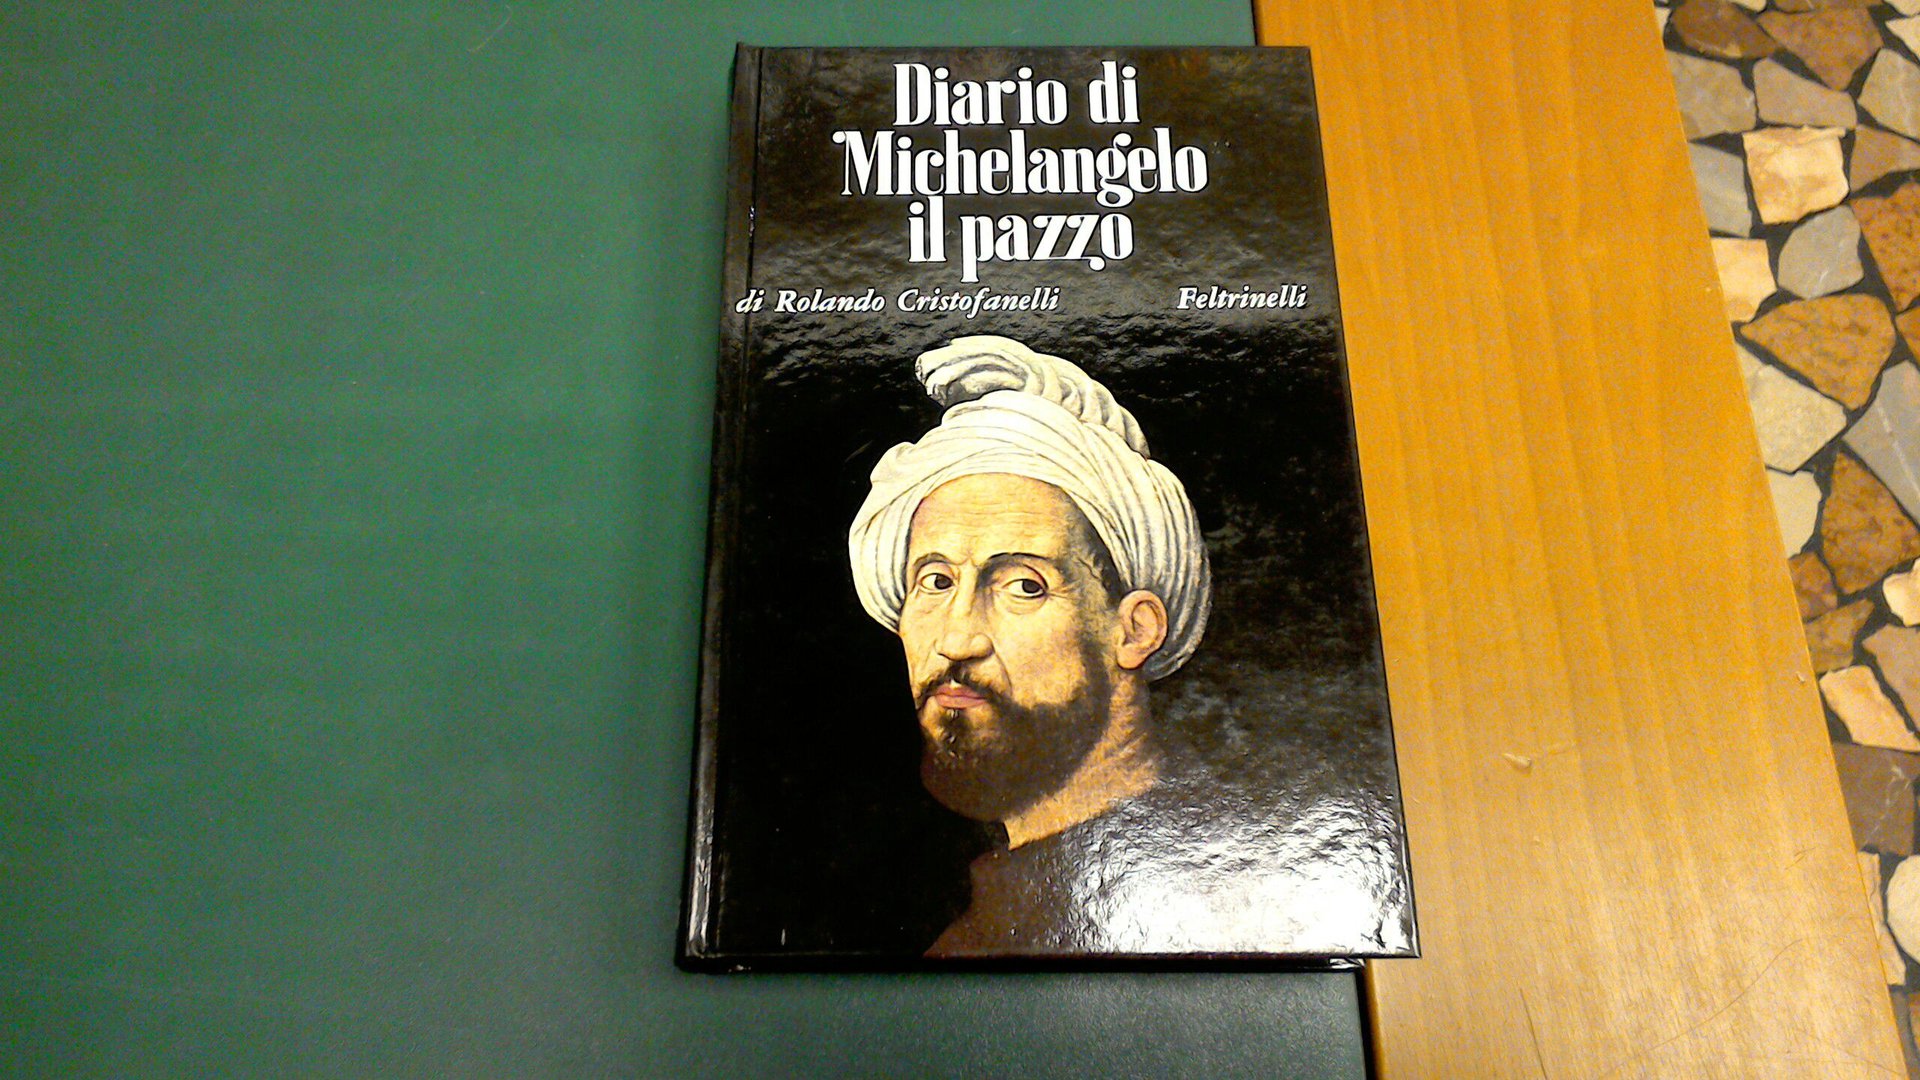 Diario di
Michelangelo
il pazzo
di Rolando Cristofanelli Feltrinelli